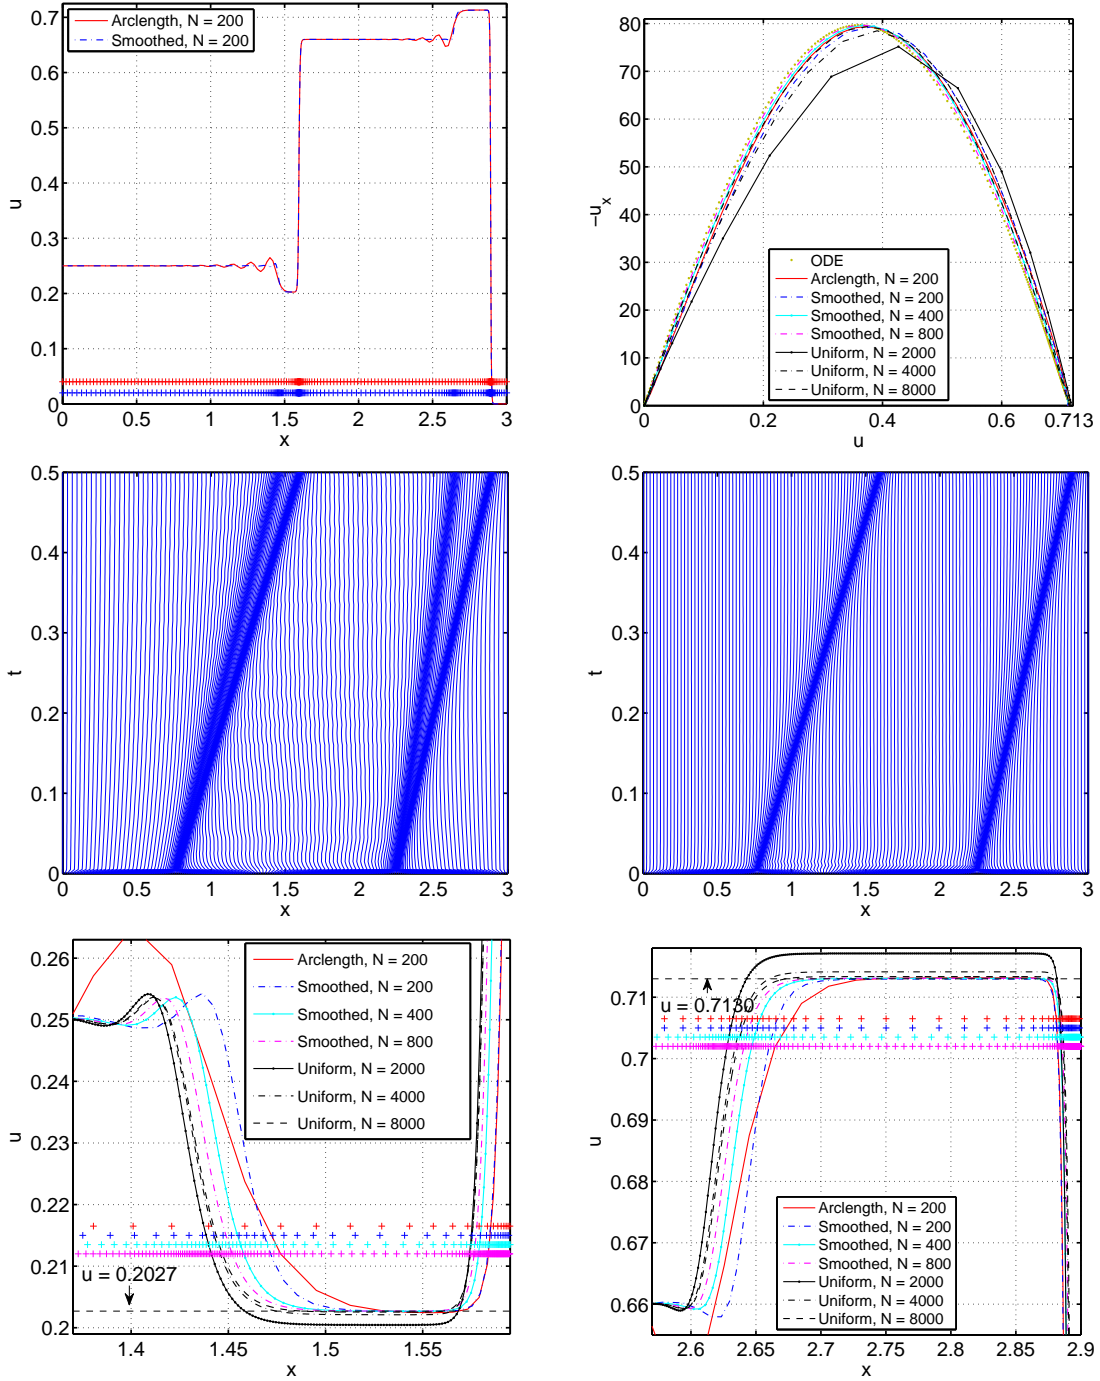 Arclength, N = 200
Smoothed, N = 200
u
0.7
0.6
0.5
0.4
0.3
0.2
0.1
0
0 0.5 1 1.5 2 2.5 3
x
−u_x
80
70
60
50
40
30
20
10
0
ODE
Arclength, N = 200
Smoothed, N = 200
Smoothed, N = 400
Smoothed, N = 800
Uniform, N = 2000
Uniform, N = 4000
Uniform, N = 8000
0 0.2 0.4 0.6 0.713
u
t
0.5
0.4
0.3
0.2
0.1
0
0 0.5 1 1.5 2 2.5 3
x
t
0.5
0.4
0.3
0.2
0.1
0
0 0.5 1 1.5 2 2.5 3
x
u
0.26
0.25
0.24
0.23
0.22
0.21
0.2
Arclength, N = 200
Smoothed, N = 200
Smoothed, N = 400
Smoothed, N = 800
Uniform, N = 2000
Uniform, N = 4000
Uniform, N = 8000
u = 0.2027
1.4 1.45 1.5 1.55
x
u
0.71
0.7
0.69
0.68
0.67
0.66
u = 0.7130
Arclength, N = 200
Smoothed, N = 200
Smoothed, N = 400
Smoothed, N = 800
Uniform, N = 2000
Uniform, N = 4000
Uniform, N = 8000
2.6 2.65 2.7 2.75 2.8 2.85 2.9
x